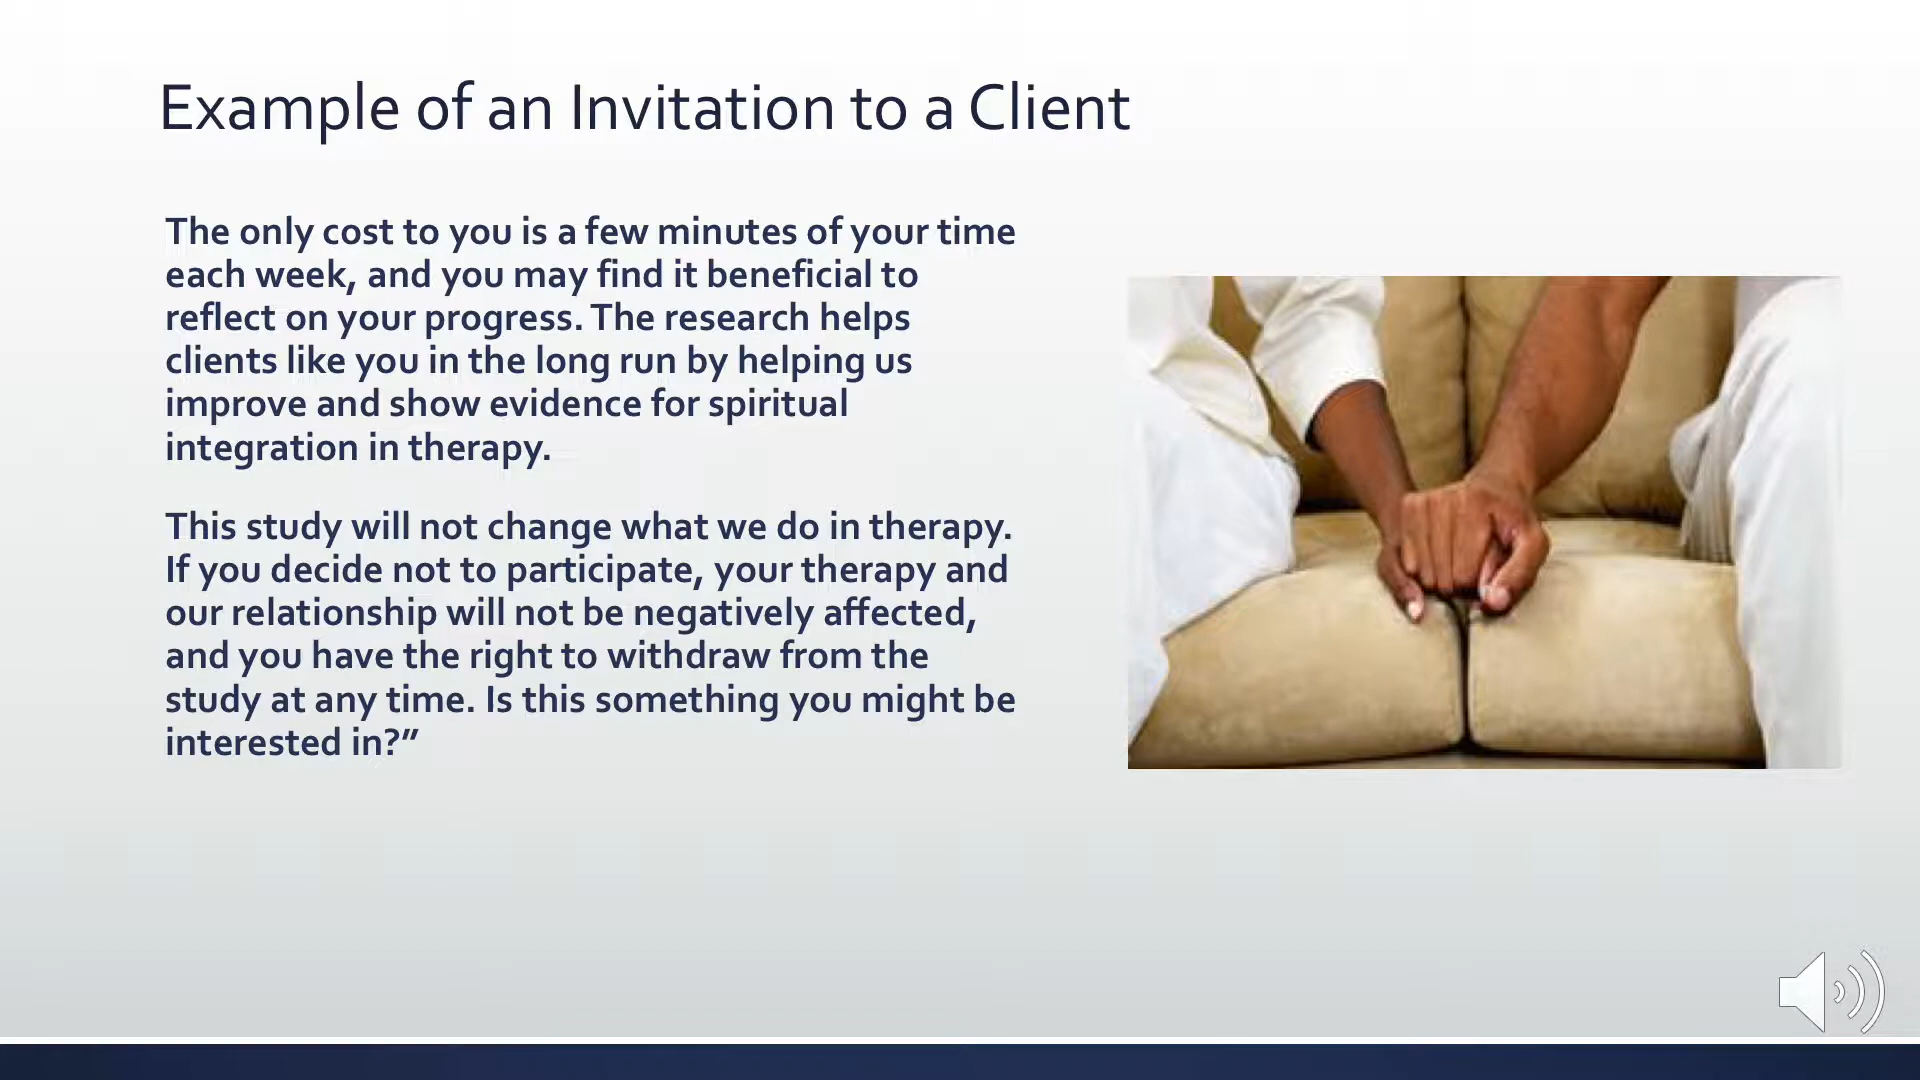 Example of an Invitation to a Client
The only cost to you is a few minutes of your time
each week, and you may find it beneficial to
reflect on your progress. The research helps
clients like you in the long run by helping us
improve and show evidence for spiritual
integration in therapy.
This study will not change what we do in therapy.
If you decide not to participate, your therapy and
our relationship will not be negatively affected,
and you have the right to withdraw from the
study at any time. Is this something you might be
interested in?”